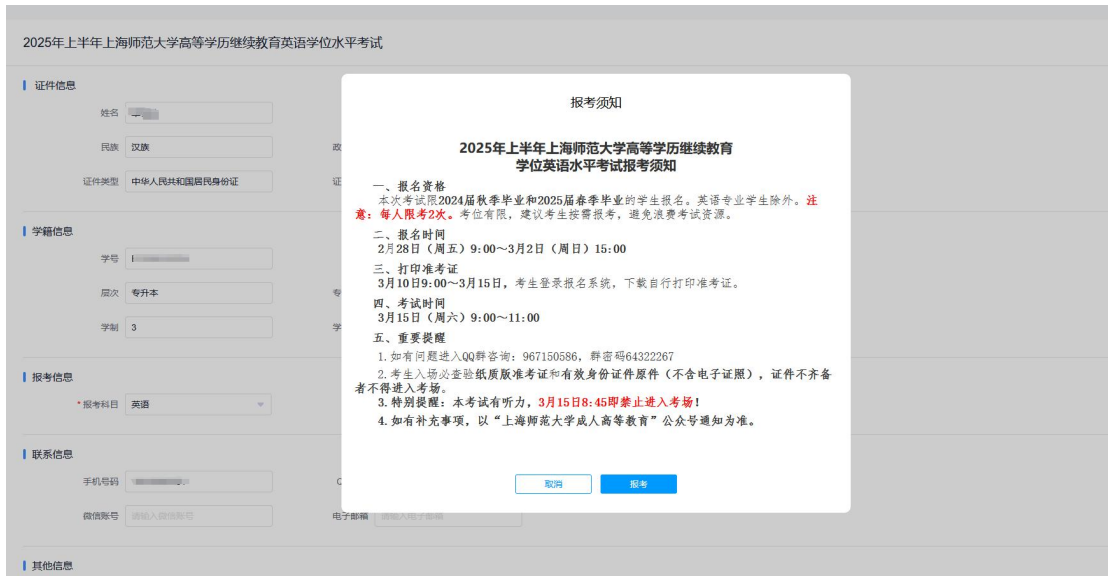 2025年上半年上海师范大学高等学历继续教育英语学位水平考试
证件信息
姓名
民族 汉族
政
证件类型 中华人民共和国居民身份证
证
学籍信息
学号
层次 专升本
专
学制 3
学
报考信息
*报考科目 英语
联系信息
手机号码
微信账号 请输入微信账号
电子邮箱 请输入电子邮箱
其他信息
报考须知
2025年上半年上海师范大学高等学历继续教育
学位英语水平考试报考须知
一、报名资格
本次考试限2024届秋季毕业和2025届春季毕业的学生报名。英语专业学生除外。注
意：每人限考2次。考位有限，建议考生按需报考，避免浪费考试资源。
二、报名时间
2月28日（周五）9:00～3月2日（周日）15:00
三、打印准考证
3月10日9:00～3月15日，考生登录报名系统，下载自行打印准考证。
四、考试时间
3月15日（周六）9:00～11:00
五、重要提醒
1.如有问题进入QQ群咨询：967150586，群密码64322267
2.考生入场必查验纸质版准考证和有效身份证件原件（不含电子证照），证件不齐备
者不得进入考场。
3.特别提醒：本考试有听力，3月15日8:45即禁止进入考场！
4.如有补充事项，以“上海师范大学成人高等教育”公众号通知为准。
取消
报考